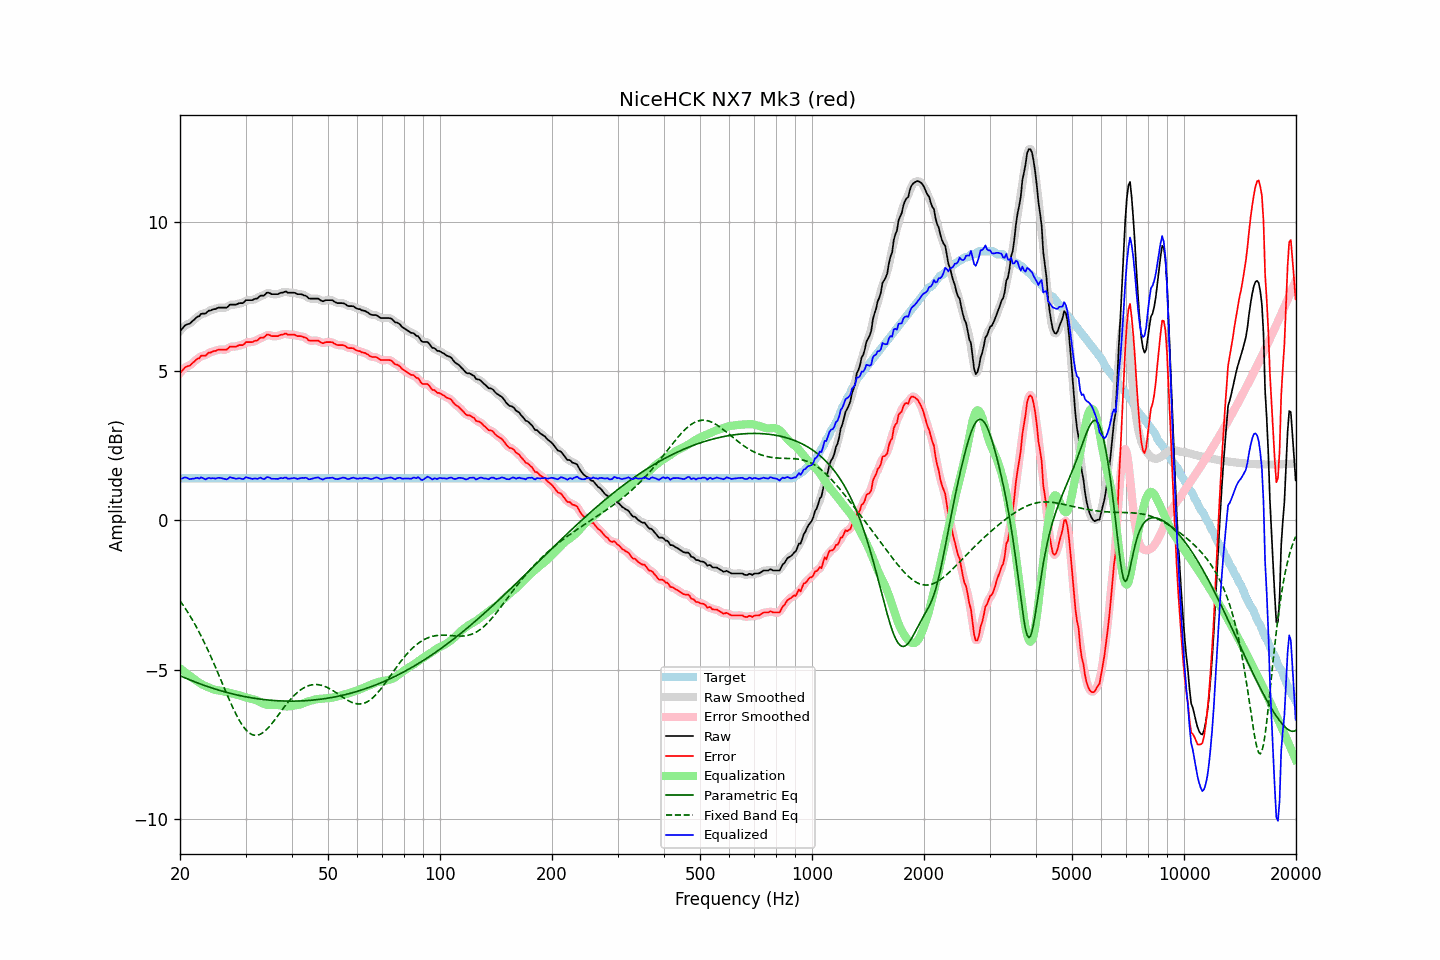 NiceHCK NX7 Mk3 (red)
Amplitude (dBr)
10
5
0
−5
−10
20
50
100
200
500
1000
2000
5000
10000
20000
Frequency (Hz)
Target
Raw Smoothed
Error Smoothed
Raw
Error
Equalization
Parametric Eq
Fixed Band Eq
Equalized